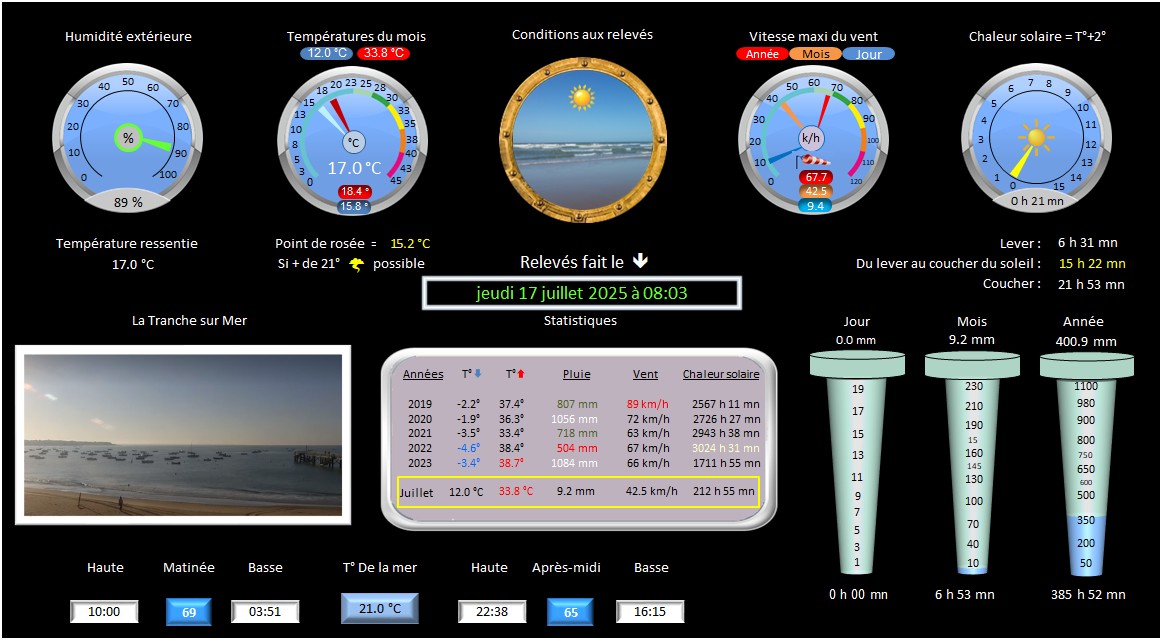 Humidité extérieure
40 50 60
30 70
20 80
10 90
0 100
%
89 %
Températures du mois
12.0 °C 33.8 °C
18 20 23 25 28
15 30
13 33
10 35
8 38
5 40
3 43
0 45
°C
17.0 °C
18.4 °
15.8 °
Conditions aux relevés
Vitesse maxi du vent
Année Mois Jour
50 60
40 70
30 80
20 90
10 100
0 110
120
k/h
67.7
42.5
9.4
Chaleur solaire = T°+2°
6 7 8 9
5 10
4 11
3 12
2 13
1 14
0 15
0 h 21 mn
Température ressentie
17.0 °C
Point de rosée = 15.2 °C
Si + de 21° possible
Relevés fait le
jeudi 17 juillet 2025 à 08:03
Lever : 6 h 31 mn
Du lever au coucher du soleil : 15 h 22 mn
Coucher : 21 h 53 mn
La Tranche sur Mer
Statistiques
Années T° T° Pluie Vent Chaleur solaire
2019 -2.2° 37.4° 807 mm 89 km/h 2567 h 11 mn
2020 -1.9° 36.3° 1056 mm 72 km/h 2726 h 27 mn
2021 -3.5° 33.4° 718 mm 63 km/h 2943 h 38 mn
2022 -4.6° 38.4° 504 mm 67 km/h 3024 h 31 mn
2023 -3.4° 38.7° 1084 mm 66 km/h 1711 h 55 mn
Juillet 12.0 °C 33.8 °C 9.2 mm 42.5 km/h 212 h 55 mn
Jour
0.0 mm
19
17
15
13
11
9
7
5
3
1
0 h 00 mn
Mois
9.2 mm
230
210
190
15
160
145
130
100
70
40
10
6 h 53 mn
Année
400.9 mm
1100
980
900
800
750
650
600
500
350
200
50
385 h 52 mn
Haute Matinée Basse
10:00 69 03:51
T° De la mer
21.0 °C
Haute Après-midi Basse
22:38 65 16:15